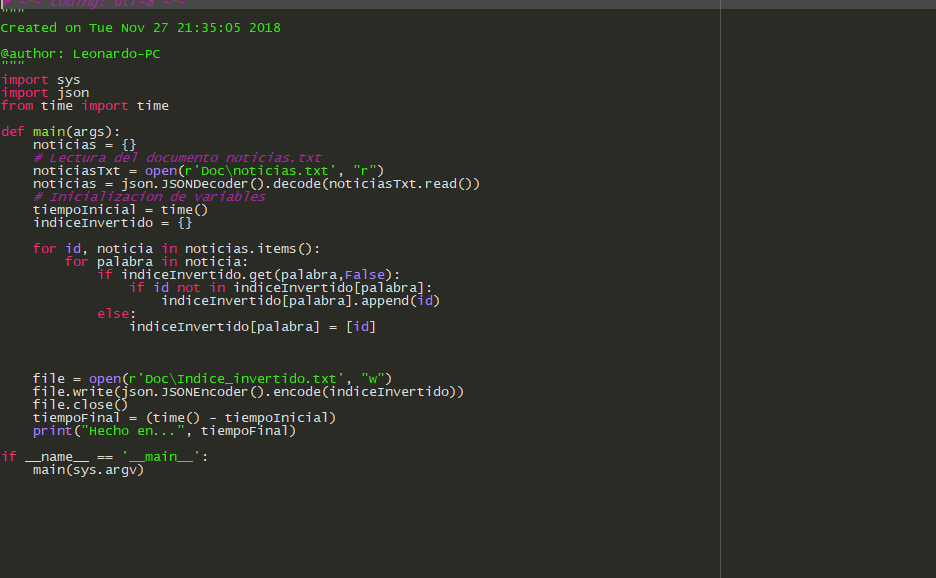 # -*- coding: utf-8 -*-
"""
Created on Tue Nov 27 21:35:05 2018

@author: Leonardo-PC
"""
import sys
import json
from time import time

def main(args):
    noticias = {}
    # Lectura del documento noticias.txt
    noticiasTxt = open(r'Doc\noticias.txt', "r")
    noticias = json.JSONDecoder().decode(noticiasTxt.read())
    # Inicializacion de variables
    tiempoInicial = time()
    indiceInvertido = {}

    for id, noticia in noticias.items():
        for palabra in noticia:
            if indiceInvertido.get(palabra,False):
                if id not in indiceInvertido[palabra]:
                    indiceInvertido[palabra].append(id)
            else:
                indiceInvertido[palabra] = [id]

    file = open(r'Doc\Indice_invertido.txt', "w")
    file.write(json.JSONEncoder().encode(indiceInvertido))
    file.close()
    tiempoFinal = (time() - tiempoInicial)
    print("Hecho en...", tiempoFinal)

if __name__ == '__main__':
    main(sys.argv)